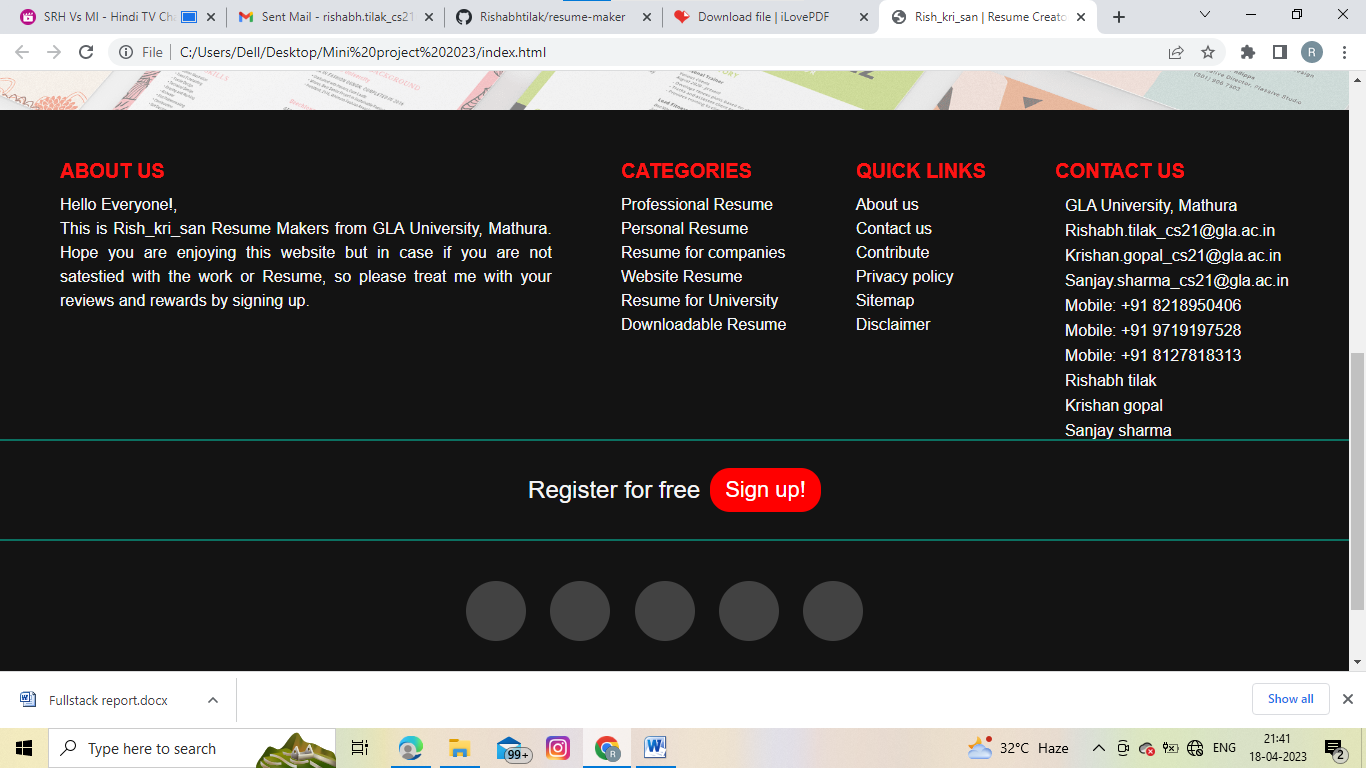 SRH Vs MI - Hindi TV Cha
Sent Mail - rishabh.tilak_cs21
Rishabhtilak/resume-maker
Download file | iLovePDF
Rish_kri_san | Resume Creato
File
C:/Users/Dell/Desktop/Mini%20project%202023/index.html
R
ABOUT US
Hello Everyone!,
This is Rish_kri_san Resume Makers from GLA University, Mathura.
Hope you are enjoying this website but in case if you are not
satestied with the work or Resume, so please treat me with your
reviews and rewards by signing up.
CATEGORIES
Professional Resume
Personal Resume
Resume for companies
Website Resume
Resume for University
Downloadable Resume
QUICK LINKS
About us
Contact us
Contribute
Privacy policy
Sitemap
Disclaimer
CONTACT US
GLA University, Mathura
Rishabh.tilak_cs21@gla.ac.in
Krishan.gopal_cs21@gla.ac.in
Sanjay.sharma_cs21@gla.ac.in
Mobile: +91 8218950406
Mobile: +91 9719197528
Mobile: +91 8127818313
Rishabh tilak
Krishan gopal
Sanjay sharma
Register for free Sign up!
Fullstack report.docx
Show all
Type here to search
99+
R
32°C Haze
ENG
21:41
18-04-2023
2